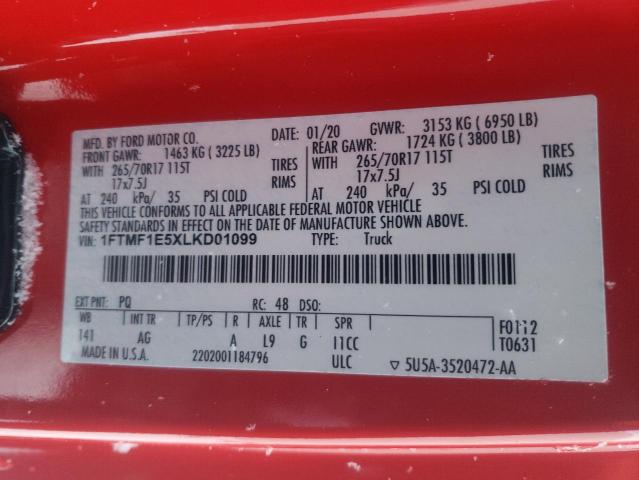 MFD. BY FORD MOTOR CO.
DATE: 01/20 GVWR: 3153 KG ( 6950 LB)
FRONT GAWR: 1463 KG ( 3225 LB)
REAR GAWR: 1724 KG ( 3800 LB)
WITH 265/70R17 115T TIRES
WITH 265/70R17 115T TIRES
17x7.5J RIMS
17x7.5J RIMS
AT 240 kPa/ 35 PSI COLD
AT 240 kPa/ 35 PSI COLD
THIS VEHICLE CONFORMS TO ALL APPLICABLE FEDERAL MOTOR VEHICLE
SAFETY STANDARDS IN EFFECT ON THE DATE OF MANUFACTURE SHOWN ABOVE.
VIN: 1FTMF1E5XLKD01099 TYPE: Truck
EXT PNT: PQ RC: 48 DSO:
WB INT TR TP/PS R AXLE TR SPR
F0112
141 AG A L9 G I1CC
T0631
MADE IN U.S.A. 2202001184796 ULC ▽ 5U5A-3520472-AA